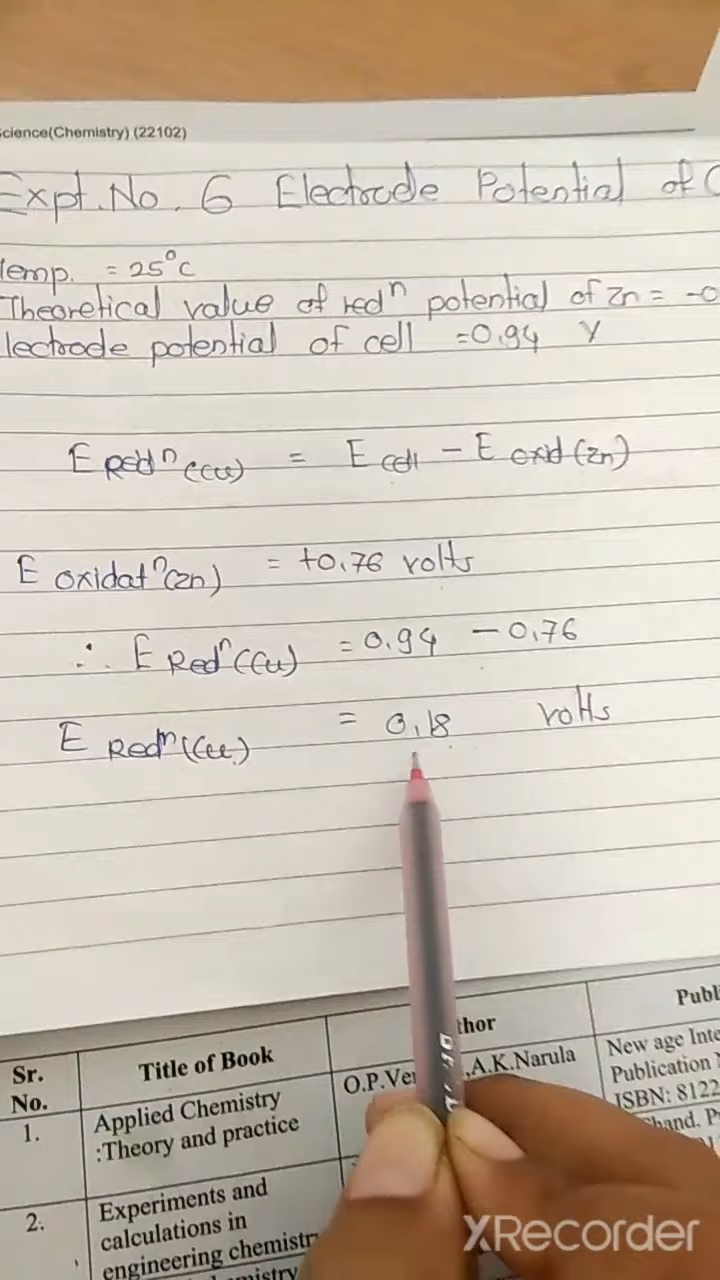 Science(Chemistry) (22102)
Expt.No. 6 Electrode Potential of C
Temp. = 25°C
Theoretical value of redⁿ potential of Zn = -0
lectrode potential of cell = 0.94 V
E Redⁿ (Cu) = E cell - E oxid (Zn)
E oxidatⁿ(Zn) = +0.76 volts
∴ E Redⁿ(Cu) = 0.94 - 0.76
E Redⁿ(Cu) = 0.18 volts
Sr. No. Title of Book thor Publi
1. Applied Chemistry :Theory and practice O.P.Ver ,A.K.Narula New age Inte Publication ISBN: 8122
2. Experiments and calculations in engineering chemistr hand. P
XRecorder